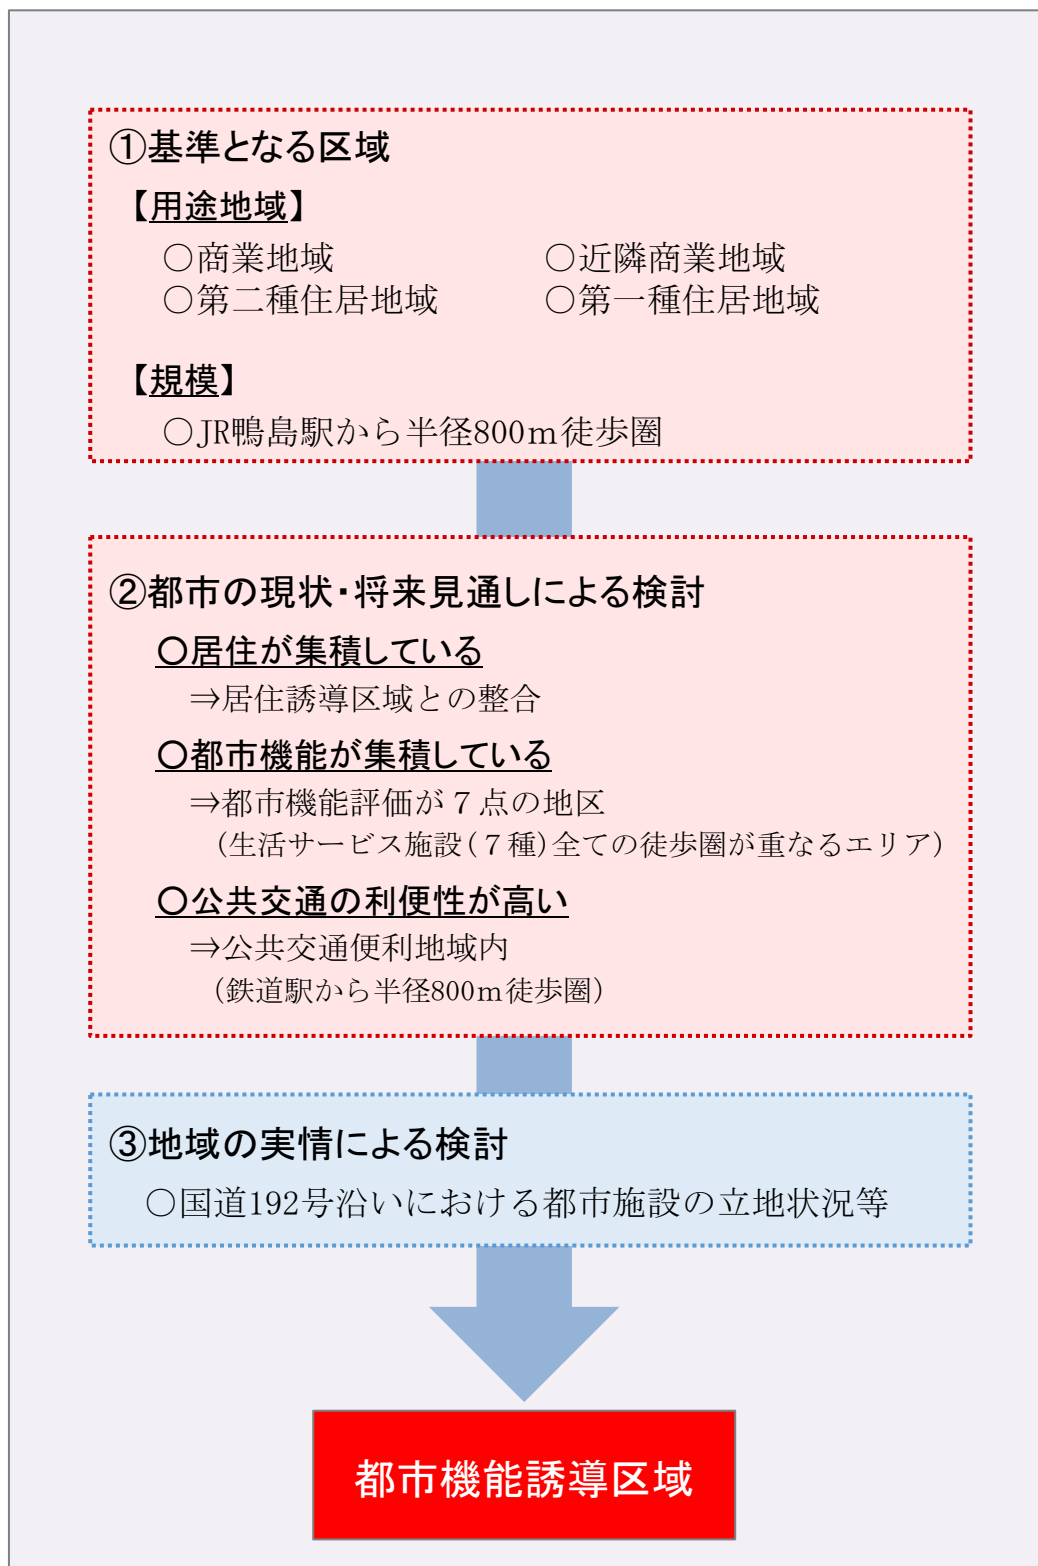 ①基準となる区域
【用途地域】
○商業地域 ○近隣商業地域
○第二種住居地域 ○第一種住居地域
【規模】
○JR鴨島駅から半径800ｍ徒歩圏
②都市の現状・将来見通しによる検討
○居住が集積している
⇒居住誘導区域との整合
○都市機能が集積している
⇒都市機能評価が７点の地区
（生活サービス施設(７種)全ての徒歩圏が重なるエリア）
○公共交通の利便性が高い
⇒公共交通便利地域内
（鉄道駅から半径800ｍ徒歩圏）
③地域の実情による検討
○国道192号沿いにおける都市施設の立地状況等
都市機能誘導区域